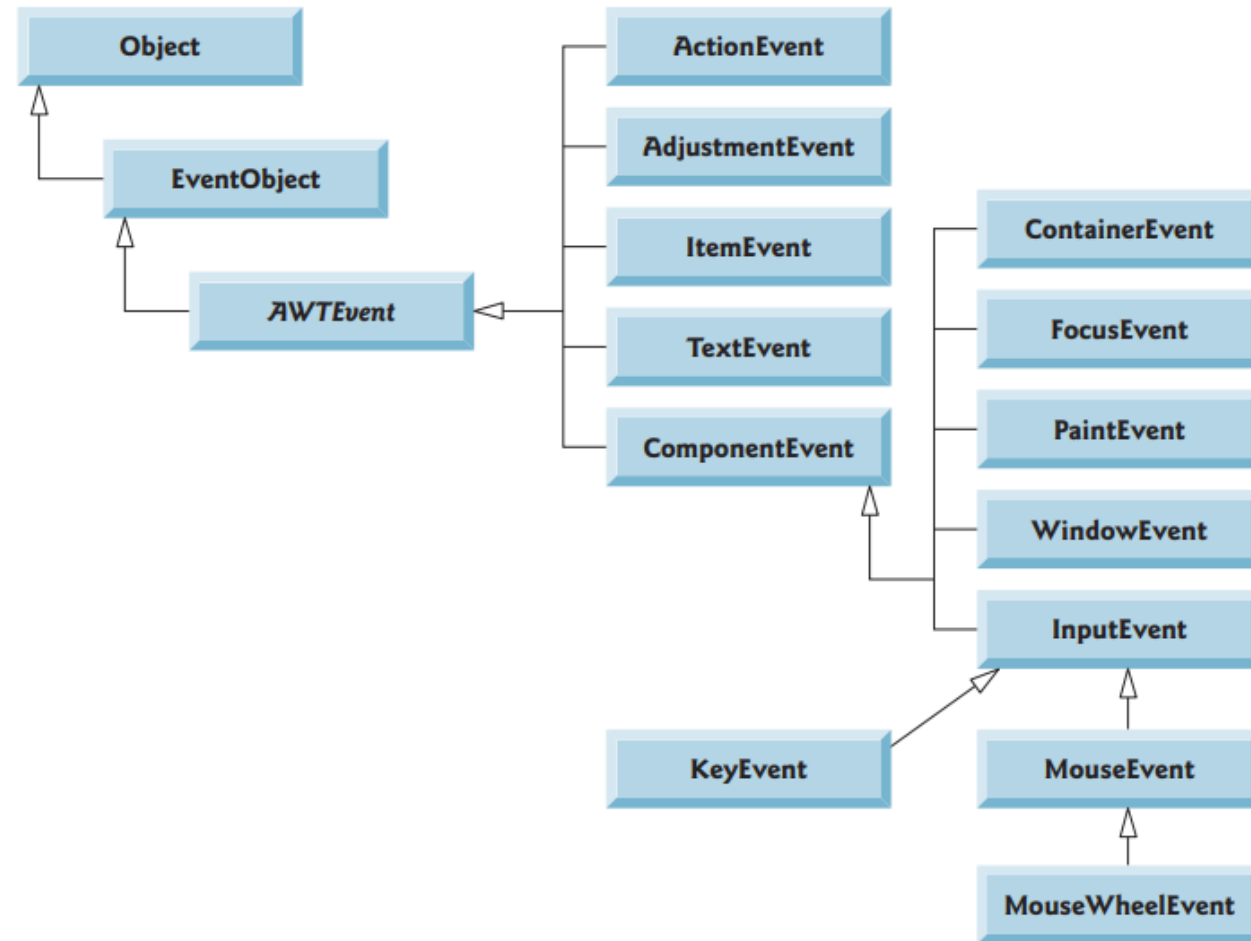 Object
EventObject
AWTEvent
ActionEvent
AdjustmentEvent
ItemEvent
TextEvent
ComponentEvent
ContainerEvent
FocusEvent
PaintEvent
WindowEvent
InputEvent
KeyEvent
MouseEvent
MouseWheelEvent